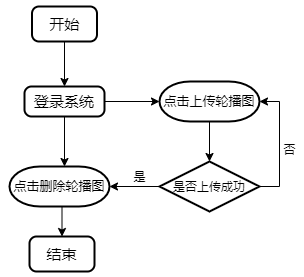 开始
登录系统
点击上传轮播图
否
是
点击删除轮播图
是否上传成功
结束